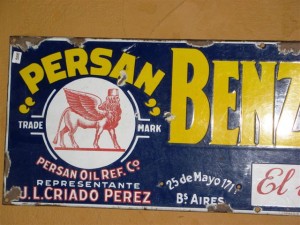 PERSAN
TRADE MARK
PERSAN OIL REF. Co
REPRESENTANTE
J.L.CRIADO PEREZ
BENZ
25 de Mayo 171
Bs AIRES
El